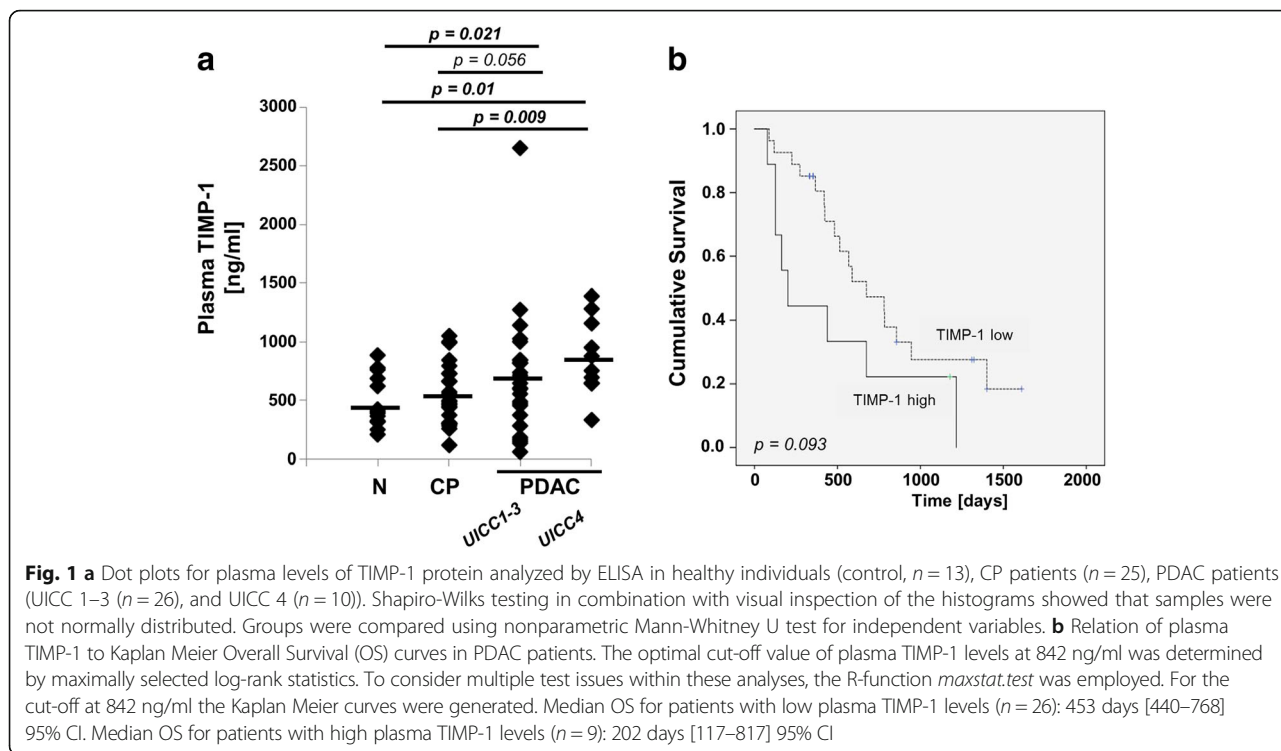 a
p = 0.021
p = 0.056
p = 0.01
p = 0.009
Plasma TIMP-1
[ng/ml]
3000
2500
2000
1500
1000
500
0
N
CP
PDAC
UICC1-3
UICC4
b
Cumulative Survival
1.0
0.8
0.6
0.4
0.2
0.0
TIMP-1 low
TIMP-1 high
p = 0.093
0
500
1000
1500
2000
Time [days]
Fig. 1 a Dot plots for plasma levels of TIMP-1 protein analyzed by ELISA in healthy individuals (control, n = 13), CP patients (n = 25), PDAC patients
(UICC 1–3 (n = 26), and UICC 4 (n = 10)). Shapiro-Wilks testing in combination with visual inspection of the histograms showed that samples were
not normally distributed. Groups were compared using nonparametric Mann-Whitney U test for independent variables. b Relation of plasma
TIMP-1 to Kaplan Meier Overall Survival (OS) curves in PDAC patients. The optimal cut-off value of plasma TIMP-1 levels at 842 ng/ml was determined
by maximally selected log-rank statistics. To consider multiple test issues within these analyses, the R-function maxstat.test was employed. For the
cut-off at 842 ng/ml the Kaplan Meier curves were generated. Median OS for patients with low plasma TIMP-1 levels (n = 26): 453 days [440–768]
95% CI. Median OS for patients with high plasma TIMP-1 levels (n = 9): 202 days [117–817] 95% CI